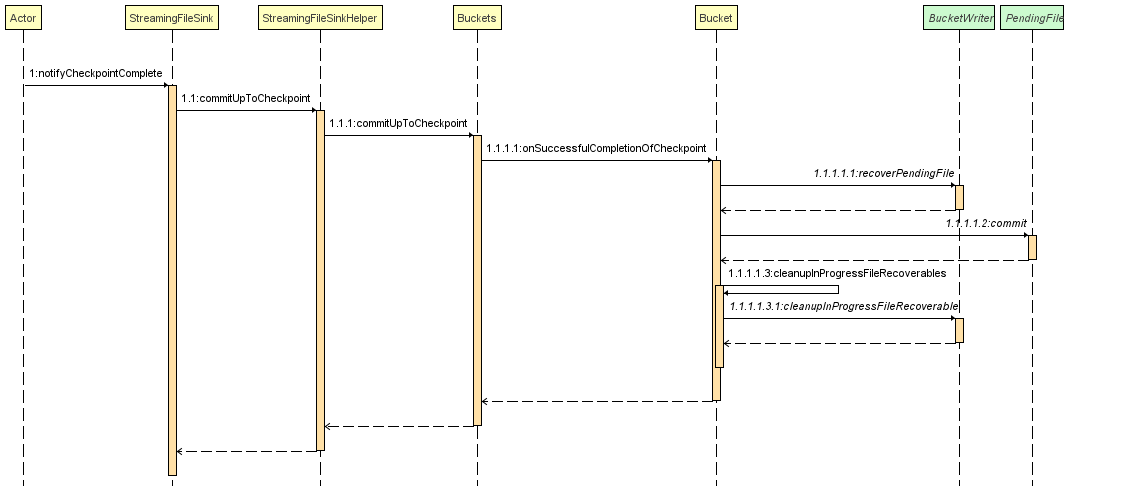 Actor
StreamingFileSink
StreamingFileSinkHelper
Buckets
Bucket
BucketWriter
PendingFile
1:notifyCheckpointComplete
1.1:commitUpToCheckpoint
1.1.1:commitUpToCheckpoint
1.1.1.1:onSuccessfulCompletionOfCheckpoint
1.1.1.1.1:recoverPendingFile
1.1.1.1.2:commit
1.1.1.1.3:cleanupInProgressFileRecoverables
1.1.1.1.3.1:cleanupInProgressFileRecoverable